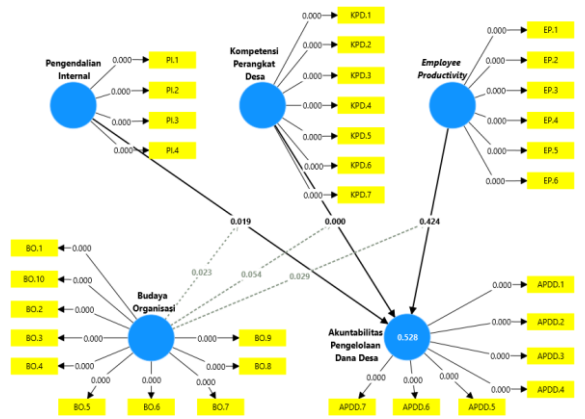 Pengendalian
Internal
0.000
PI.1
0.000
PI.2
0.000
PI.3
0.000
PI.4
Kompetensi
Perangkat
Desa
0.000
KPD.1
0.000
KPD.2
0.000
KPD.3
0.000
KPD.4
0.000
KPD.5
0.000
KPD.6
0.000
KPD.7
Employee
Productivity
0.000
EP.1
0.000
EP.2
0.000
EP.3
0.000
EP.4
0.000
EP.5
0.000
EP.6
0.019
0.000
0.424
0.023
0.054
0.029
Budaya
Organisasi
BO.1
0.000
BO.10
0.000
BO.2
0.000
BO.3
0.000
BO.4
0.000
0.000
BO.5
0.000
BO.6
0.000
BO.7
0.000
BO.9
0.000
BO.8
Akuntabilitas
Pengelolaan
Dana Desa
0.528
0.000
APDD.1
0.000
APDD.2
0.000
APDD.3
0.000
APDD.4
0.000
APDD.7
0.000
APDD.6
0.000
APDD.5